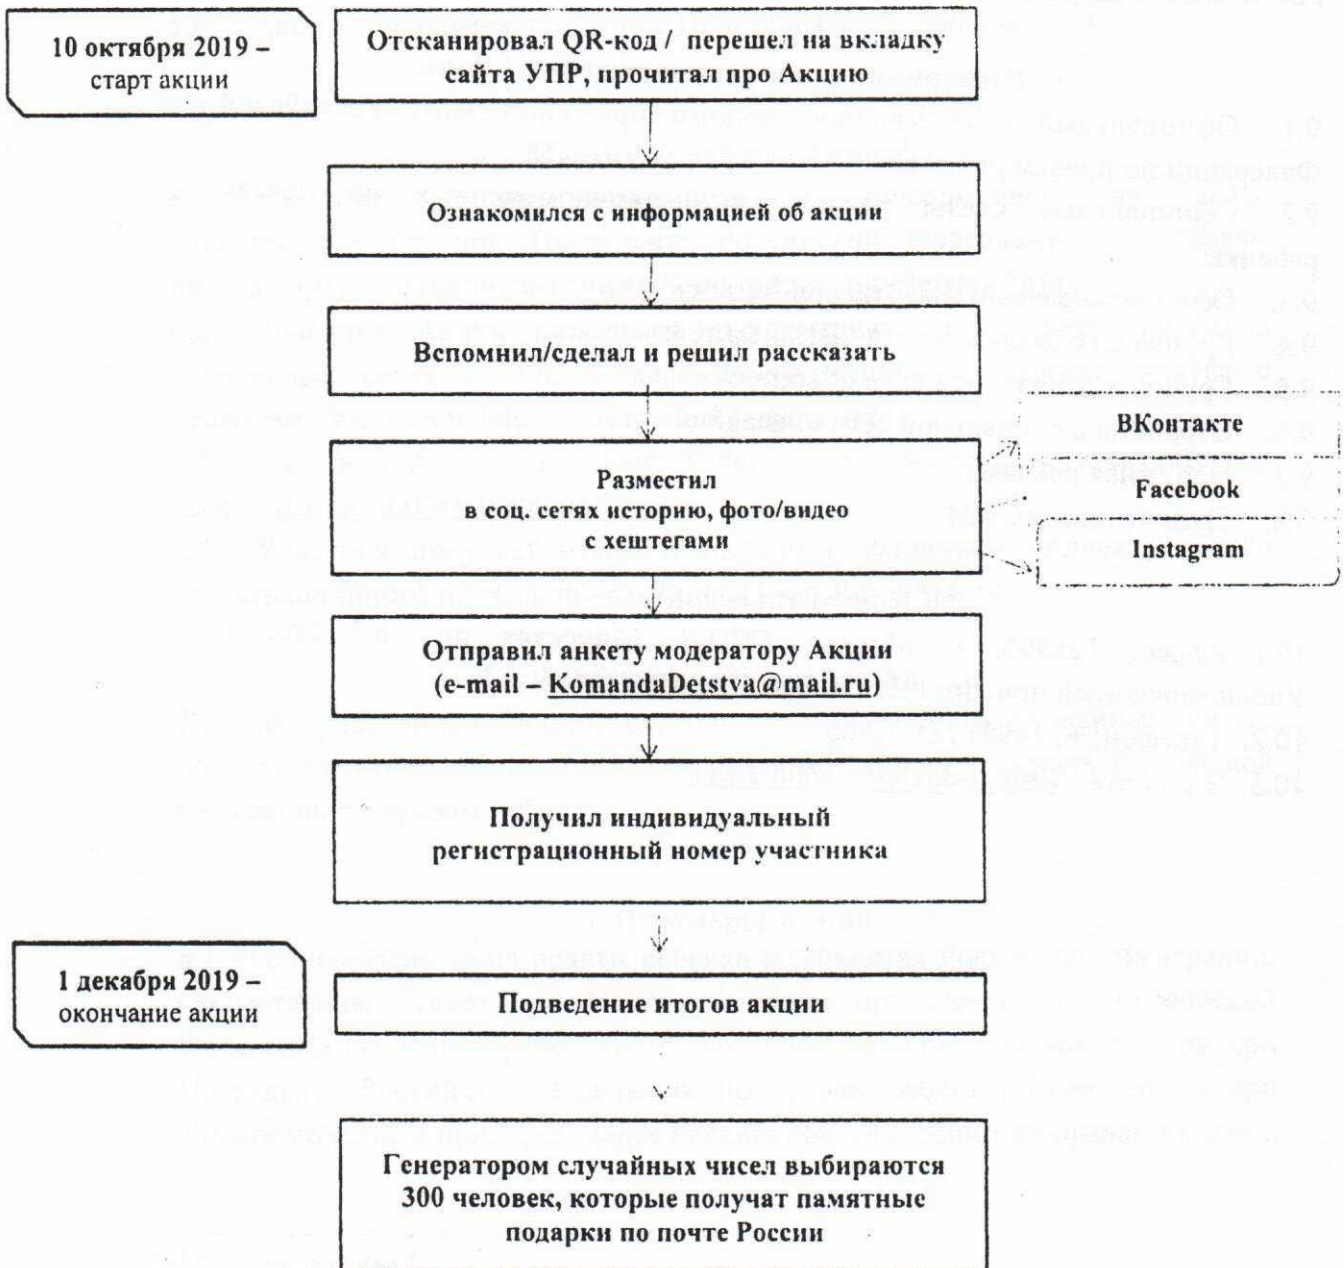 10 октября 2019 –
старт акции
Отсканировал QR-код / перешел на вкладку
сайта УПР, прочитал про Акцию
Ознакомился с информацией об акции
Вспомнил/сделал и решил рассказать
Разместил
в соц. сетях историю, фото/видео
с хештегами
ВКонтакте
Facebook
Instagram
Отправил анкету модератору Акции
(e-mail – KomandaDetstva@mail.ru)
Получил индивидуальный
регистрационный номер участника
1 декабря 2019 –
окончание акции
Подведение итогов акции
Генератором случайных чисел выбираются
300 человек, которые получат памятные
подарки по почте России